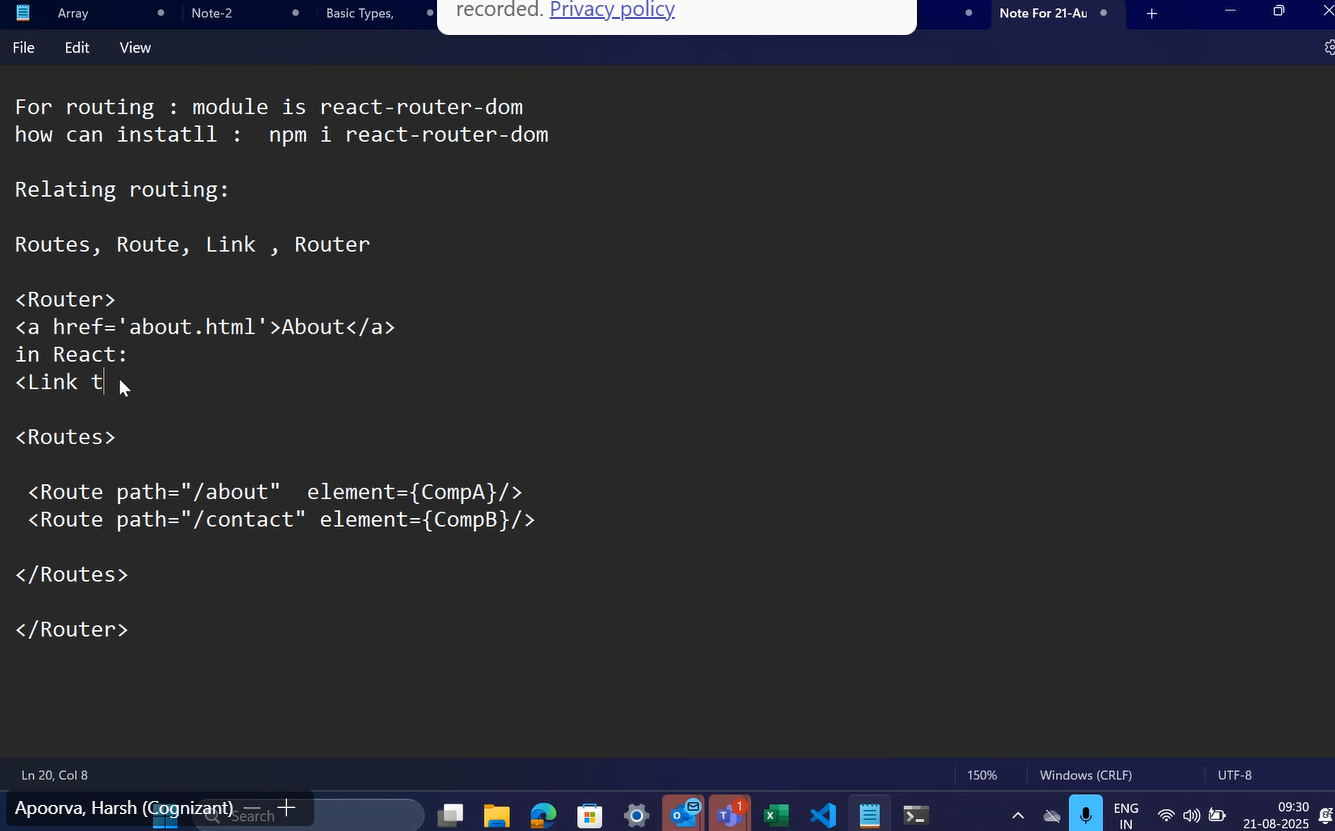 Array
Note-2
Basic Types,
recorded. Privacy policy
Note For 21-Au
File Edit View
For routing : module is react-router-dom
how can instatll : npm i react-router-dom
Relating routing:
Routes, Route, Link , Router
<Router>
<a href='about.html'>About</a>
in React:
<Link t
<Routes>
<Route path="/about" element={CompA}/>
<Route path="/contact" element={CompB}/>
</Routes>
</Router>
Ln 20, Col 8
150%
Windows (CRLF)
UTF-8
Apoorva, Harsh (Cognizant)
Search
1
ENG
IN
09:30
21-08-2025